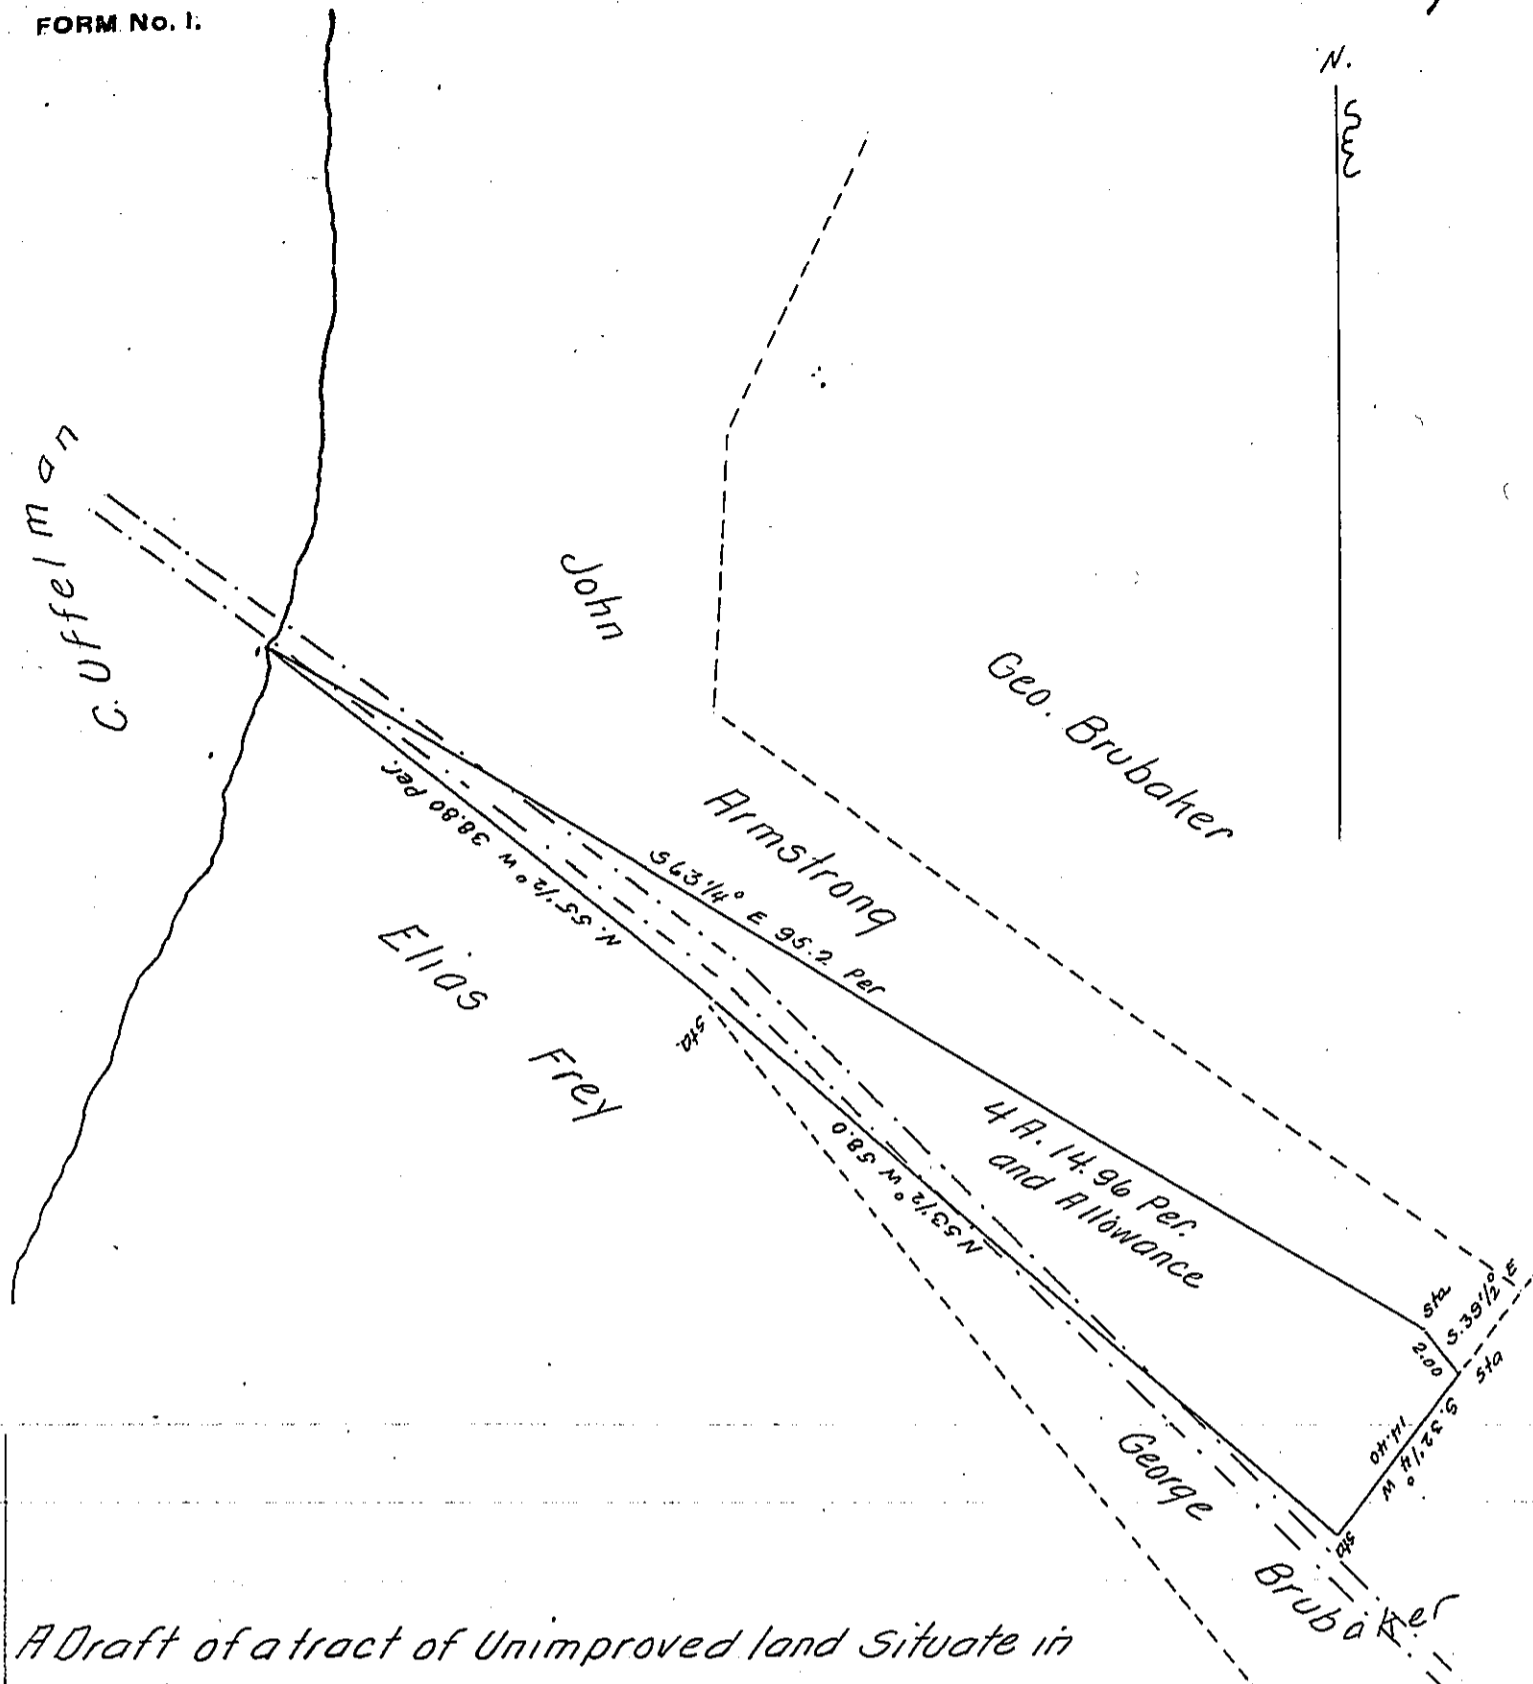 FORM No. 1.
N.
C. Uffelman
John
Armstrong
Geo. Brubaker
S 63 1/4° E 95.2 Per
N. 55 1/2° W 38.80 Per.
Elias
Frey
Sta.
N 53 1/2° W 58.0
4 A. 14.96 Per.
and Allowance
Sta
S. 39 1/2° E
2.00
Sta
S. 32 1/4° W
14.40
Sta
George
Brubaker
A Draft of a tract of Unimproved land Situate in